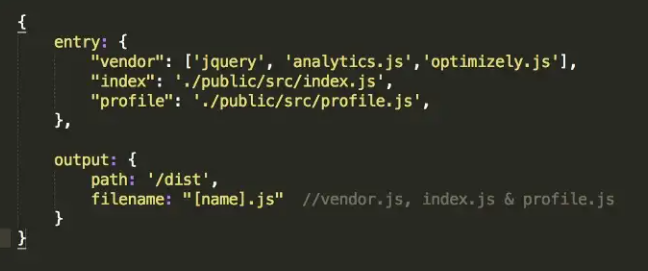 {
entry: {
"vendor": ['jquery', 'analytics.js','optimizely.js'],
"index": './public/src/index.js',
"profile": './public/src/profile.js',
},
output: {
path: '/dist',
filename: "[name].js" //vendor.js, index.js & profile.js
}
}